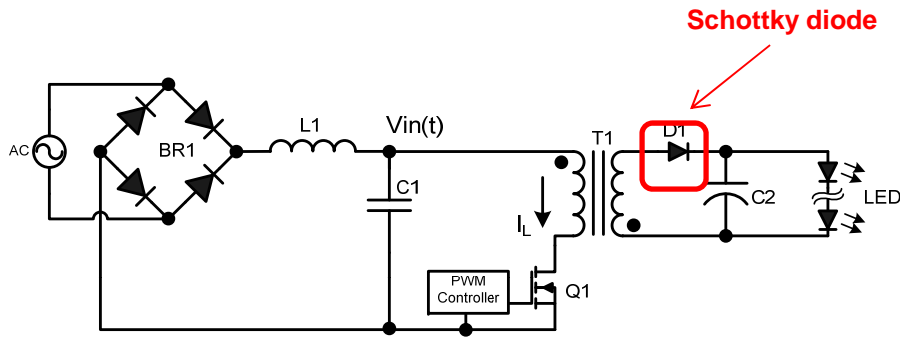 Schottky diode
L1
Vin(t)
T1
D1
AC
BR1
C1
IL
C2
LED
PWM
Controller
Q1